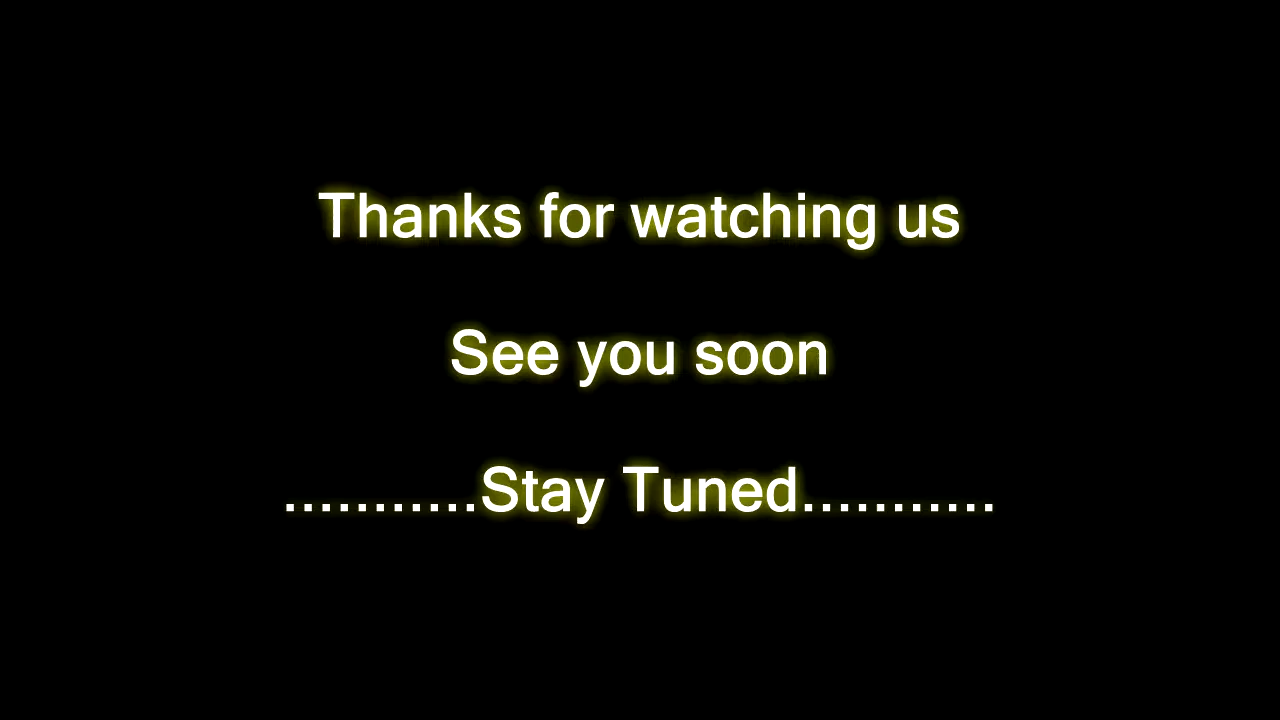 Thanks for watching us
See you soon
...........Stay Tuned...........